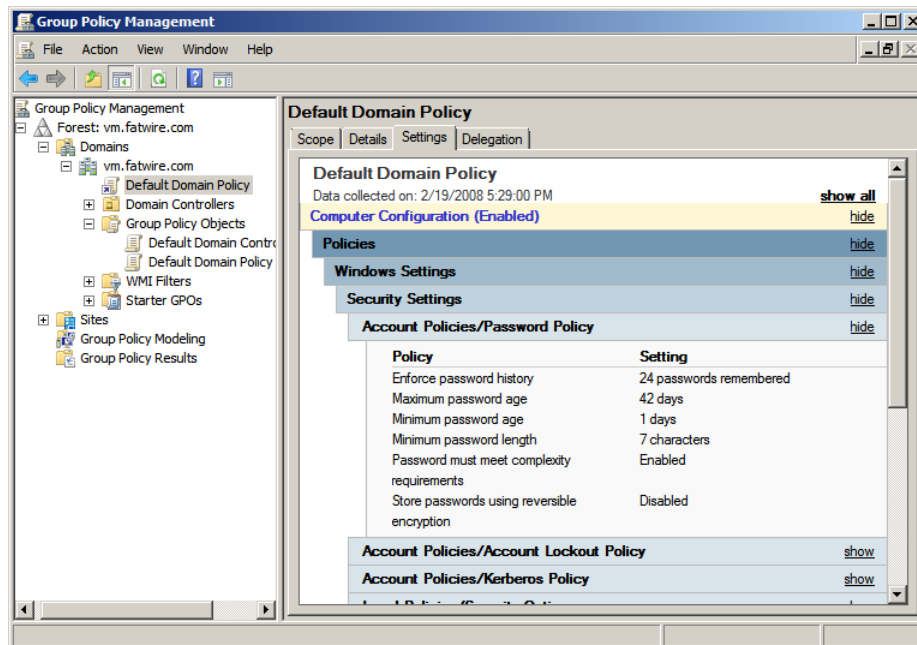 Group Policy Management
File Action View Window Help
Group Policy Management
Forest: vm.fatwire.com
Domains
vm.fatwire.com
Default Domain Policy
Domain Controllers
Group Policy Objects
Default Domain Contr
Default Domain Policy
WMI Filters
Starter GPOs
Sites
Group Policy Modeling
Group Policy Results
Default Domain Policy
Scope Details Settings Delegation
Default Domain Policy
Data collected on: 2/19/2008 5:29:00 PM show all
Computer Configuration (Enabled) hide
Policies hide
Windows Settings hide
Security Settings hide
Account Policies/Password Policy hide
Policy Setting
Enforce password history 24 passwords remembered
Maximum password age 42 days
Minimum password age 1 days
Minimum password length 7 characters
Password must meet complexity Enabled
requirements
Store passwords using reversible Disabled
encryption
Account Policies/Account Lockout Policy show
Account Policies/Kerberos Policy show